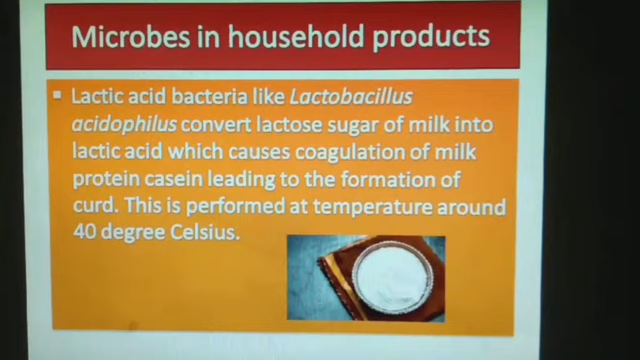 Microbes in household products
Lactic acid bacteria like Lactobacillus
acidophilus convert lactose sugar of milk into
lactic acid which causes coagulation of milk
protein casein leading to the formation of
curd. This is performed at temperature around
40 degree Celsius.